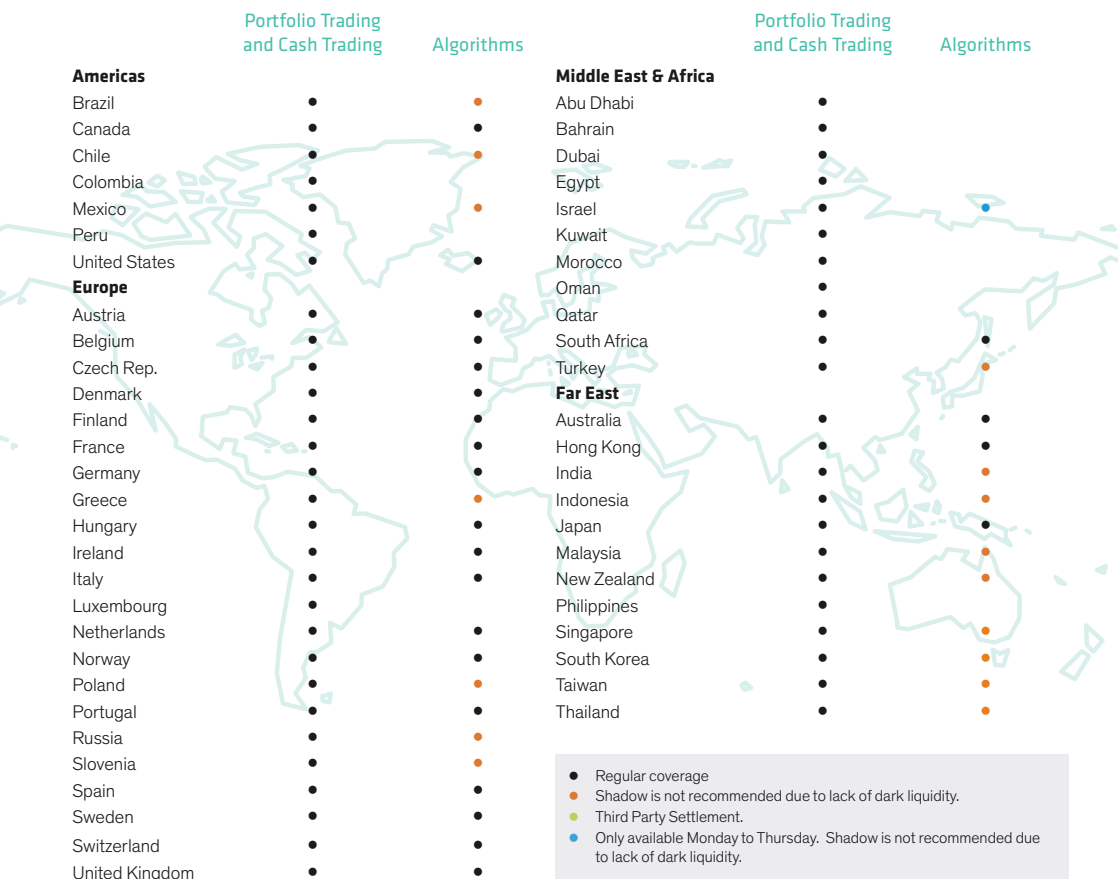 Portfolio Trading
and Cash Trading
Algorithms
Americas
Brazil
Canada
Chile
Colombia
Mexico
Peru
United States
Europe
Austria
Belgium
Czech Rep.
Denmark
Finland
France
Germany
Greece
Hungary
Ireland
Italy
Luxembourg
Netherlands
Norway
Poland
Portugal
Russia
Slovenia
Spain
Sweden
Switzerland
United Kingdom
Portfolio Trading
and Cash Trading
Algorithms
Middle East & Africa
Abu Dhabi
Bahrain
Dubai
Egypt
Israel
Kuwait
Morocco
Oman
Qatar
South Africa
Turkey
Far East
Australia
Hong Kong
India
Indonesia
Japan
Malaysia
New Zealand
Philippines
Singapore
South Korea
Taiwan
Thailand
Regular coverage
Shadow is not recommended due to lack of dark liquidity.
Third Party Settlement.
Only available Monday to Thursday. Shadow is not recommended due
to lack of dark liquidity.